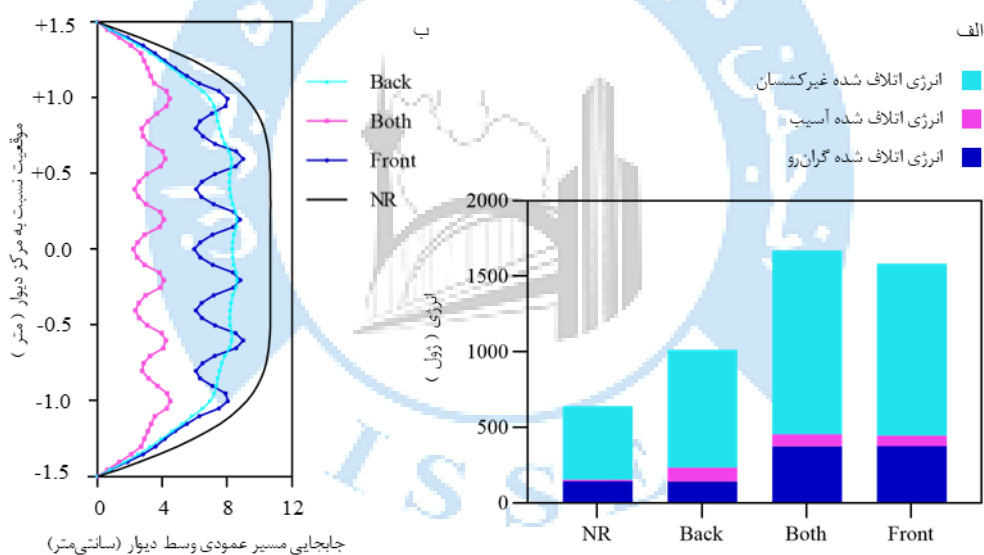 الف
انرژی اتلاف شده غیرکشسان
انرژی اتلاف شده آسیب
انرژی اتلاف شده گران‌رو
انرژی ( ژول )
2000
1500
1000
500
0
NR Back Both Front
ب
Back
Both
Front
NR
موقعیت نسبت به مرکز دیوار ( متر )
+1.5
+1.0
+0.5
0.0
-0.5
-1.0
-1.5
0 4 8 12
جابجایی مسیر عمودی وسط دیوار (سانتی‌متر)
I S S